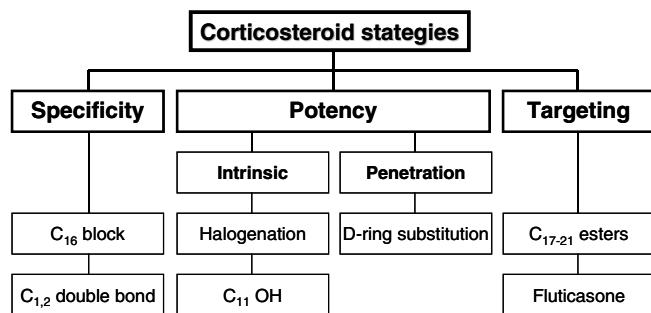 Corticosteroid stategies
Specificity
Potency
Targeting
Intrinsic
Penetration
C₁₆ block
Halogenation
D-ring substitution
C₁₇₋₂₁ esters
C₁,₂ double bond
C₁₁ OH
Fluticasone